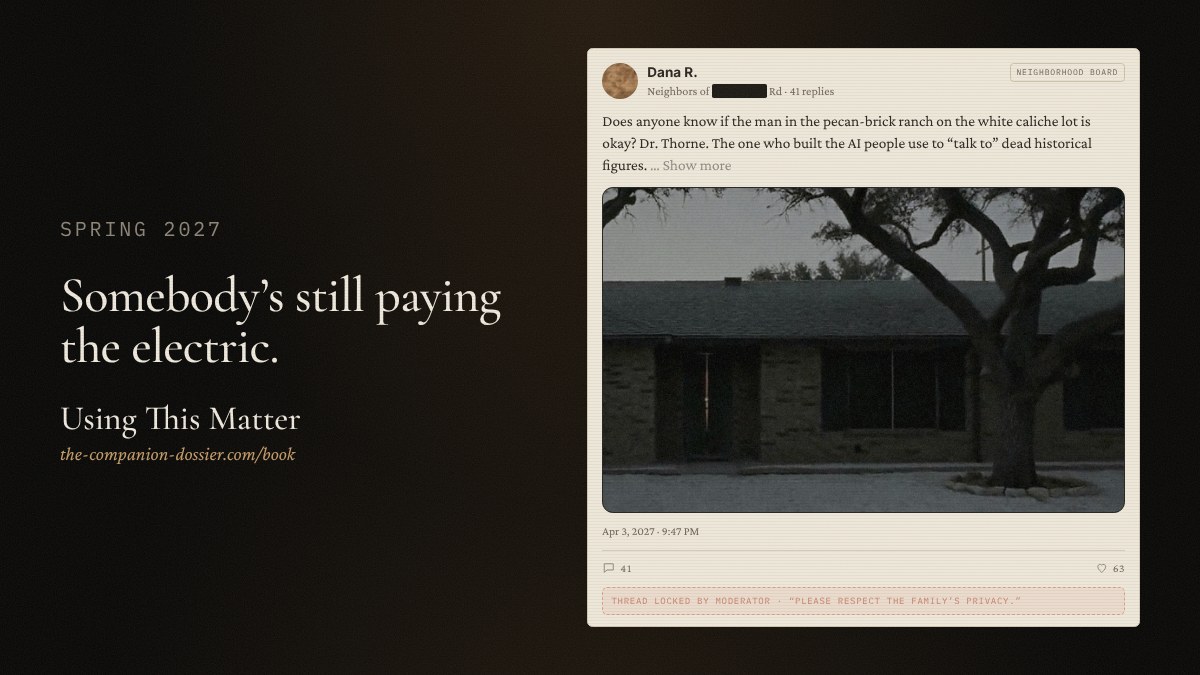 SPRING 2027
Somebody’s still paying
the electric.
Using This Matter
the-companion-dossier.com/book
Dana R.
Neighbors of Rd · 41 replies
NEIGHBORHOOD BOARD
Does anyone know if the man in the pecan-brick ranch on the white caliche lot is
okay? Dr. Thorne. The one who built the AI people use to “talk to” dead historical
figures. ... Show more
Apr 3, 2027 · 9:47 PM
41
63
THREAD LOCKED BY MODERATOR · “PLEASE RESPECT THE FAMILY’S PRIVACY.”